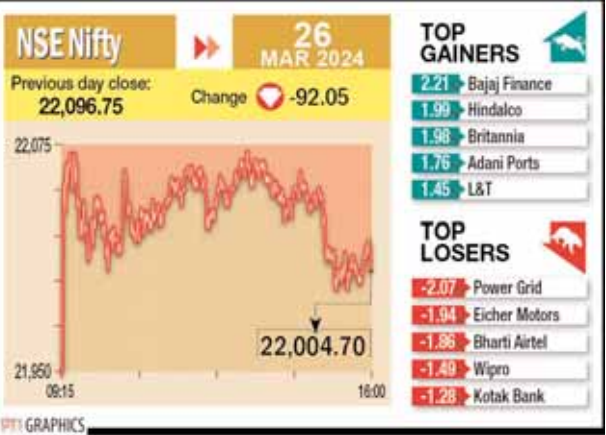 NSE Nifty
26
MAR 2024
Previous day close:
22,096.75
Change -92.05
22,075
21,950
09:15
16:00
22,004.70
TOP
GAINERS
2.21 Bajaj Finance
1.99 Hindalco
1.98 Britannia
1.76 Adani Ports
1.45 L&T
TOP
LOSERS
-2.07 Power Grid
-1.94 Eicher Motors
-1.86 Bharti Airtel
-1.49 Wipro
-1.28 Kotak Bank
PTI GRAPHICS